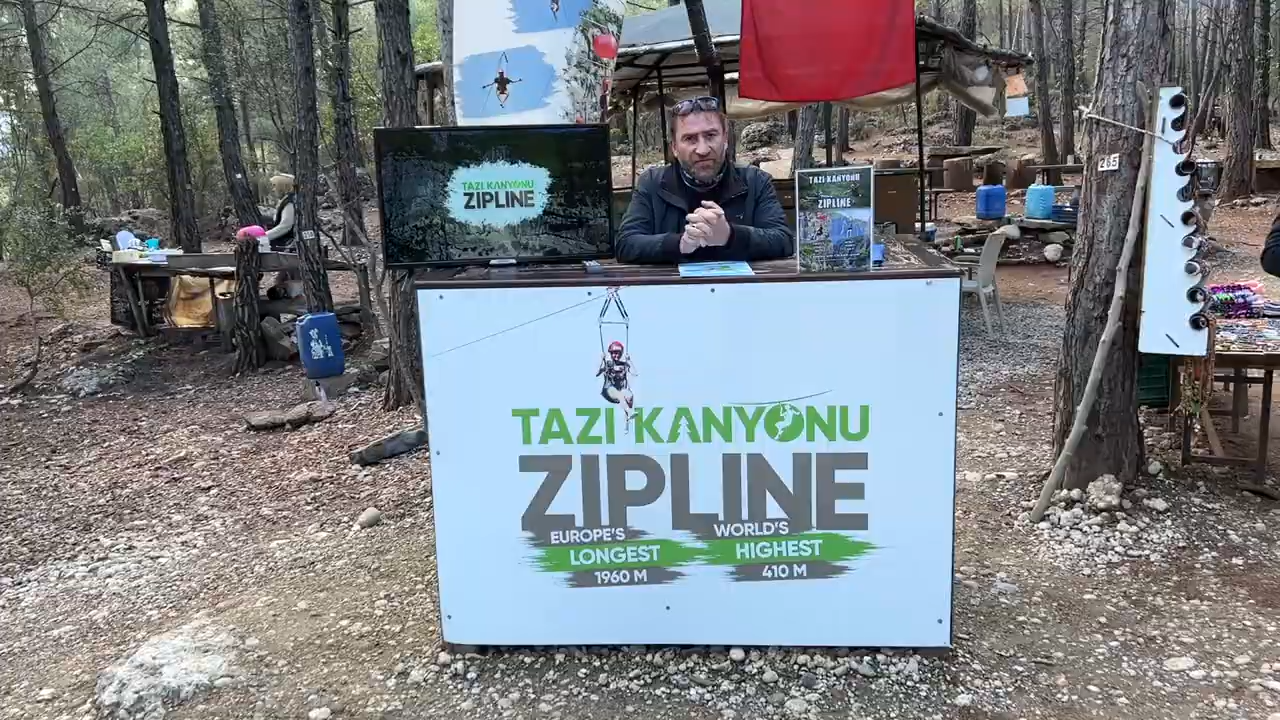 TAZI KANYONU
ZIPLINE
TAZI KANYONU
ZIPLINE
265
TAZI KANYONU
ZIPLINE
EUROPE'S WORLD'S
LONGEST HIGHEST
1960 M 410 M